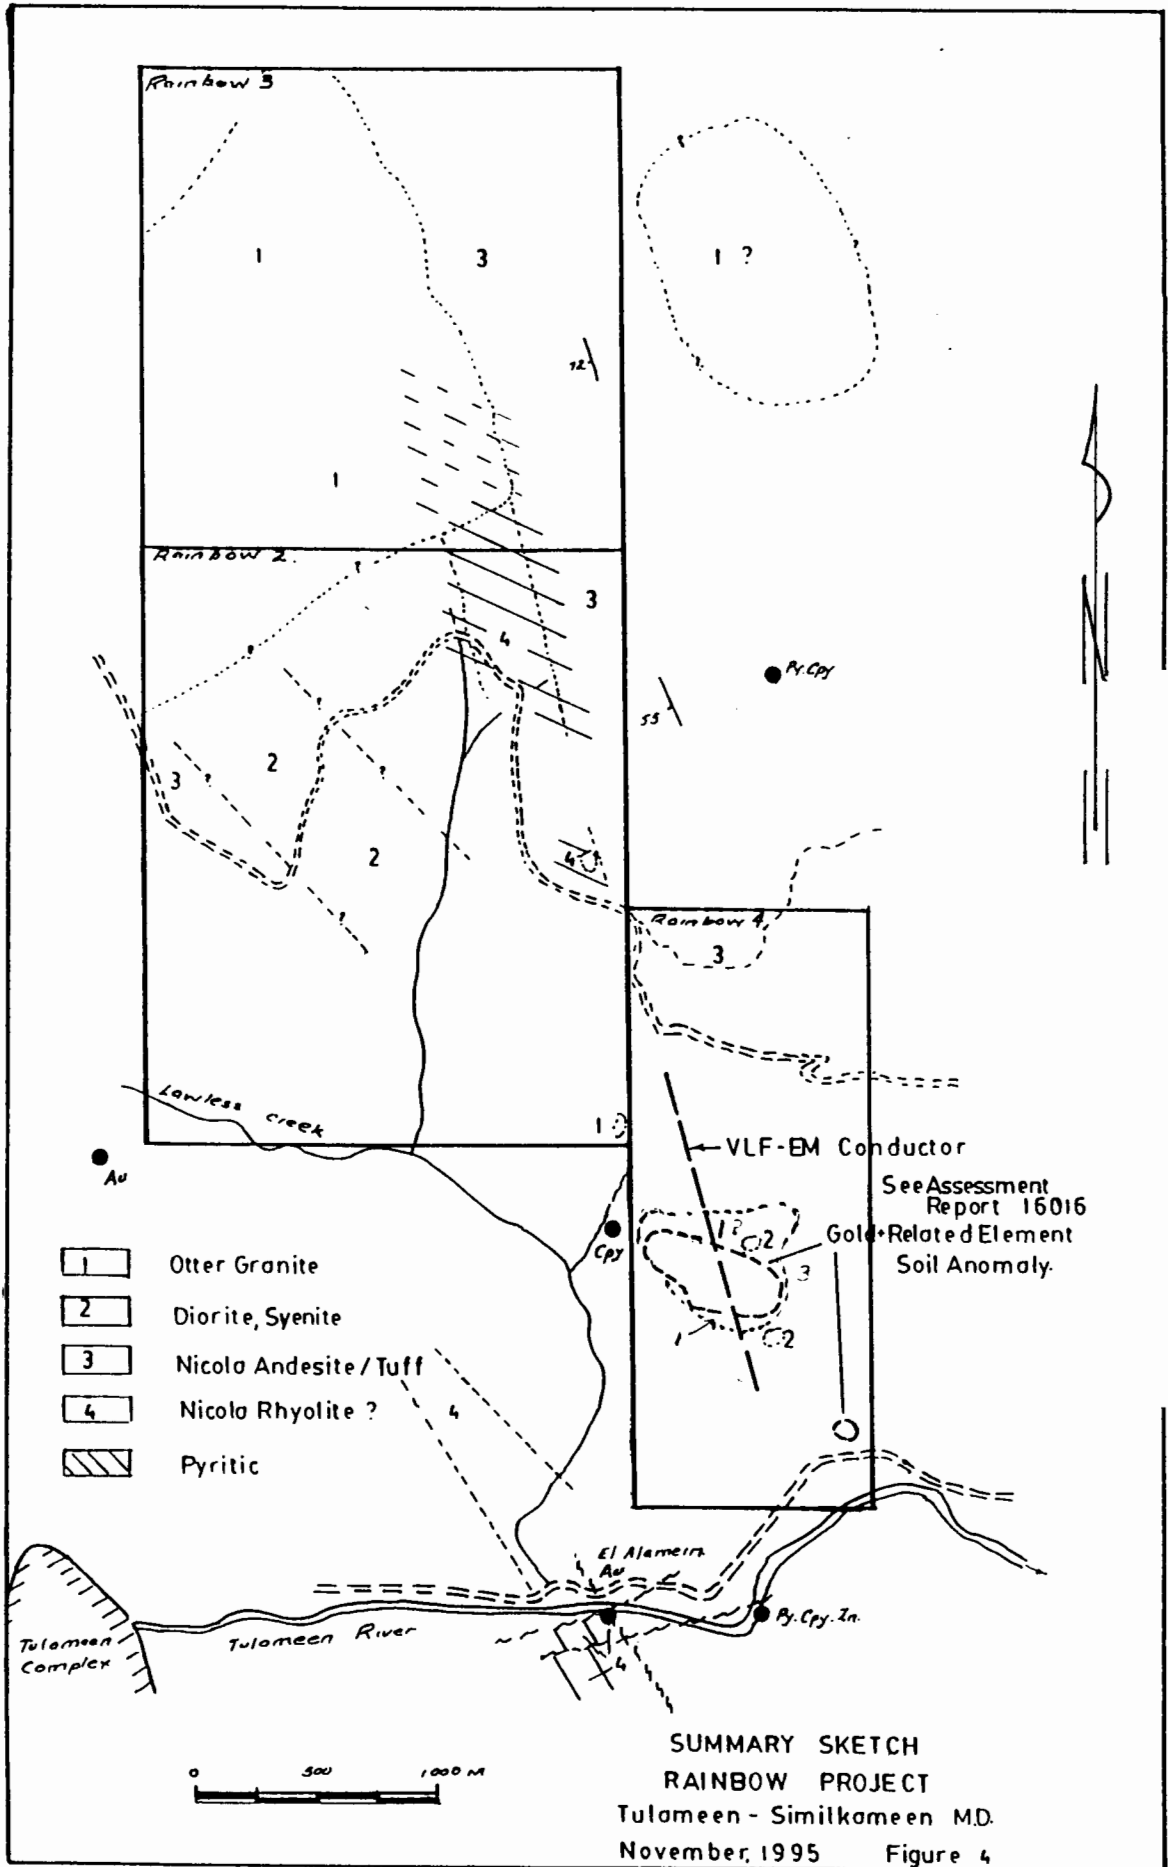 Rainbow 3
1
3
1 ?
?
?
?
12
1
Rainbow 2.
?
3
4
?
Py. Cpy
55
?
3
?
2
?
2
4
?
Rainbow 4
3
Lawless Creek
1
VLF-EM Conductor
Au
See Assessment
Report 16016
Cpy
1?
2
Gold+Related Element
Soil Anomaly.
3
1
2
1 Otter Granite
2 Diorite, Syenite
3 Nicola Andesite / Tuff
4 Nicola Rhyolite ?
Pyritic
4
El Alamein
Au
Py. Cpy. Zn.
Tulameen
Complex
Tulameen River
4
0 500 1000 M
SUMMARY SKETCH
RAINBOW PROJECT
Tulameen - Similkameen M.D.
November, 1995 Figure 4